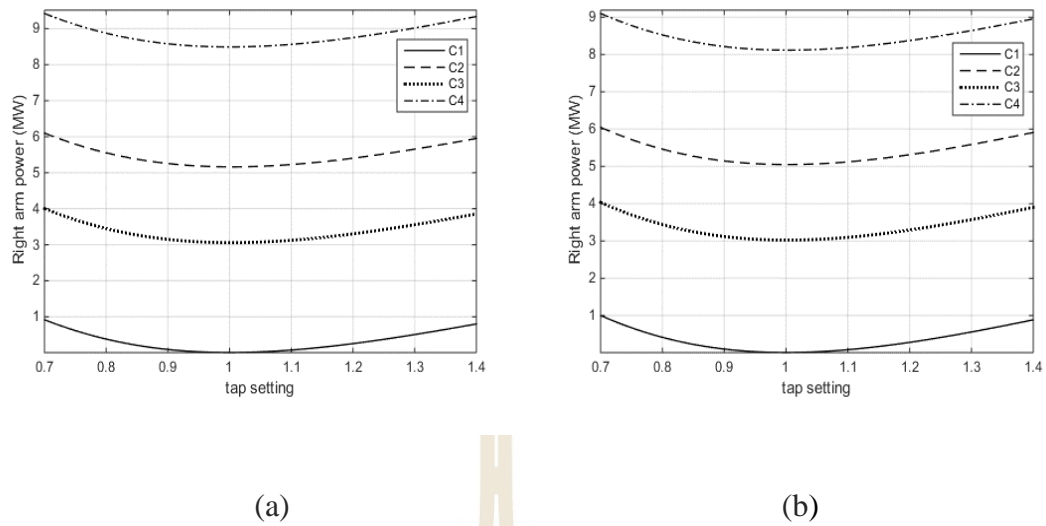 9
8
7
6
5
4
3
2
1
0.7 0.8 0.9 1 1.1 1.2 1.3 1.4
Right arm power (MW)
tap setting
C1
C2
C3
C4
(a)
9
8
7
6
5
4
3
2
1
0.7 0.8 0.9 1 1.1 1.2 1.3 1.4
Right arm power (MW)
tap setting
C1
C2
C3
C4
(b)